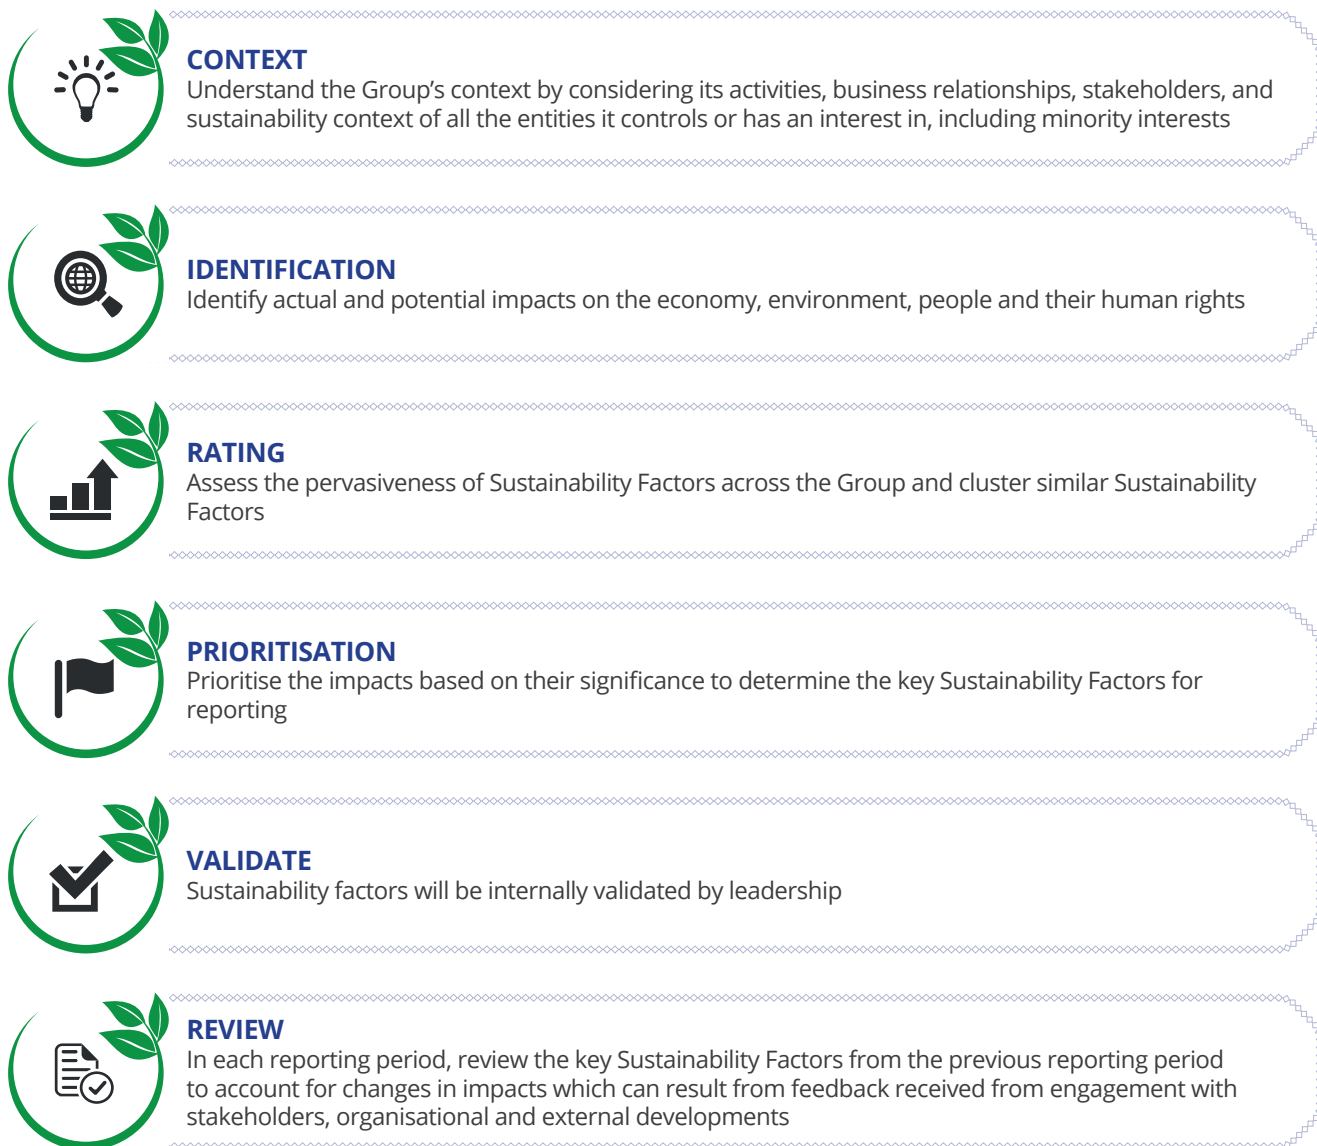 CONTEXT
Understand the Group’s context by considering its activities, business relationships, stakeholders, and
sustainability context of all the entities it controls or has an interest in, including minority interests
IDENTIFICATION
Identify actual and potential impacts on the economy, environment, people and their human rights
RATING
Assess the pervasiveness of Sustainability Factors across the Group and cluster similar Sustainability
Factors
PRIORITISATION
Prioritise the impacts based on their significance to determine the key Sustainability Factors for
reporting
VALIDATE
Sustainability factors will be internally validated by leadership
REVIEW
In each reporting period, review the key Sustainability Factors from the previous reporting period
to account for changes in impacts which can result from feedback received from engagement with
stakeholders, organisational and external developments